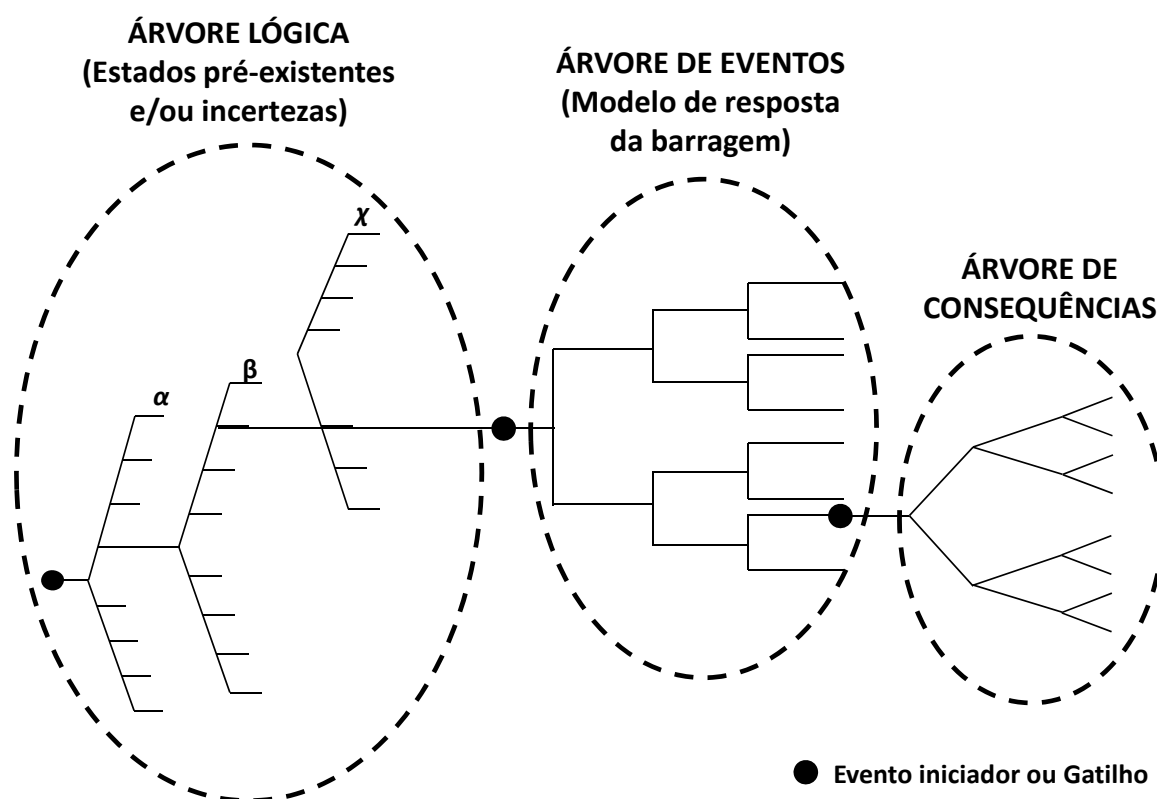 ÁRVORE LÓGICA
(Estados pré-existentes
e/ou incertezas)
ÁRVORE DE EVENTOS
(Modelo de resposta
da barragem)
ÁRVORE DE
CONSEQUÊNCIAS
χ
β
α
Evento iniciador ou Gatilho